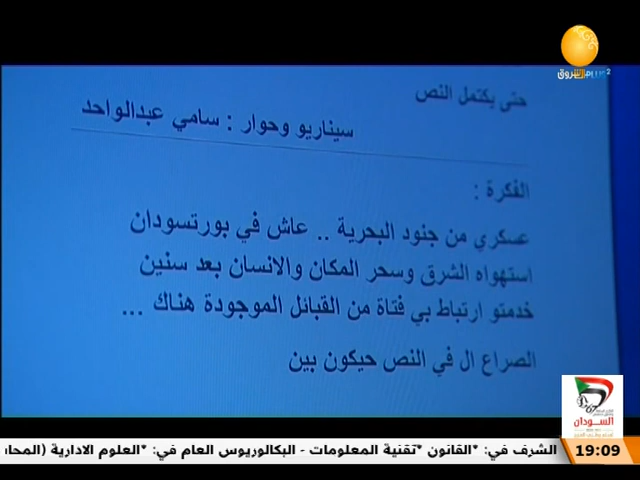 الشروق
حتى يكتمل النص
سيناريو وحوار : سامي عبدالواحد
الفكرة :
عسكري من جنود البحرية .. عاش في بورتسودان
استهواه الشرق وسحر المكان والانسان بعد سنين
خدمتو ارتباط بي فتاة من القبائل الموجودة هناك ...
الصراع ال في النص حيكون بين
السودان
الشرف في: *القانون *تقنية المعلومات - البكالوريوس العام في: *العلوم الادارية (المحا
19:09